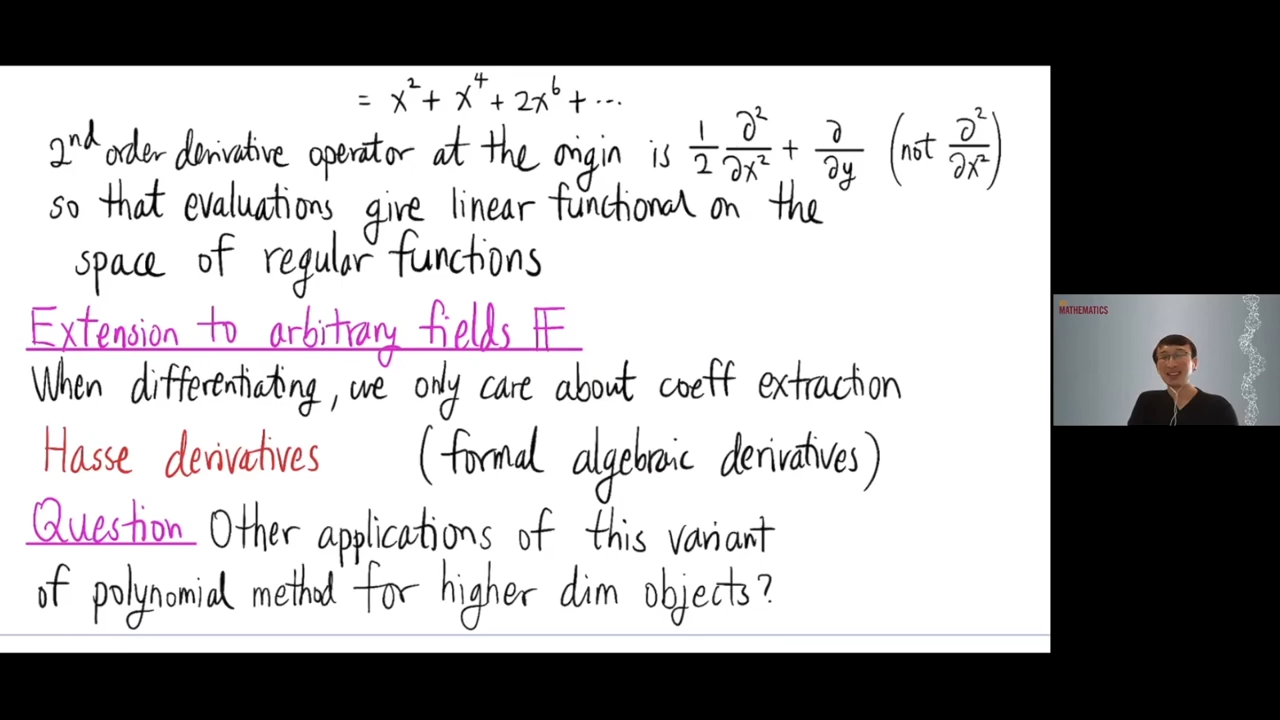 = x² + x⁴ + 2x⁶ + ...
2nd order derivative operator at the origin is 1/2 ∂²/∂x² + ∂/∂y (not ∂²/∂x²)
so that evaluations give linear functional on the
space of regular functions
Extension to arbitrary fields 𝔽
When differentiating, we only care about coeff extraction
Hasse derivatives (formal algebraic derivatives)
Question Other applications of this variant
of polynomial method for higher dim objects?
MATHEMATICS